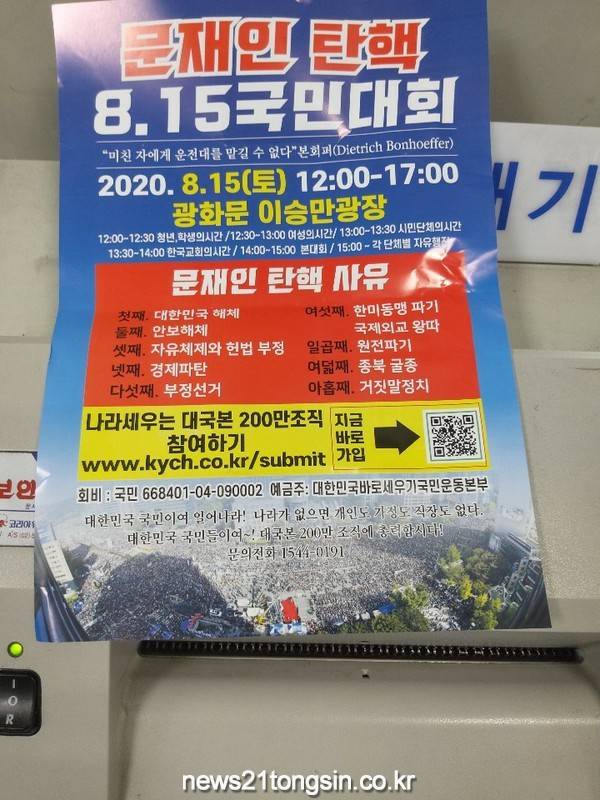 문재인 탄핵
8.15국민대회
“미친 자에게 운전대를 맡길 수 없다”본회퍼(Dietrich Bonhoeffer)
2020. 8.15(토) 12:00-17:00
광화문 이승만광장
12:00~12:30 청년,학생의시간 /12:30~13:00 여성의시간/ 13:00~13:30 시민단체의시간
13:30~14:00 한국교회의시간 / 14:00~15:00 본대회 / 15:00 ~ 각 단체별 자유행진
문재인 탄핵 사유
첫째. 대한민국 해체
둘째. 안보해체
셋째. 자유체제와 헌법 부정
넷째. 경제파탄
다섯째. 부정선거
여섯째. 한미동맹 파기
국제외교 왕따
일곱째. 원전파기
여덟째. 종북 굴종
아홉째. 거짓말정치
나라세우는 대국본 200만조직
참여하기
www.kych.co.kr/submit
지금
바로
가입
회비 : 국민 668401-04-090002 예금주: 대한민국바로세우기국민운동본부
대한민국 국민이여 일어나라! 나라가 없으면 개인도 가정도 직장도 없다.
대한민국 국민들이여~! 대국본 200만 조직에 총력합시다!
문의전화 1544-0191
기
보안
코리아
A/S
I O R
news21tongsin.co.kr